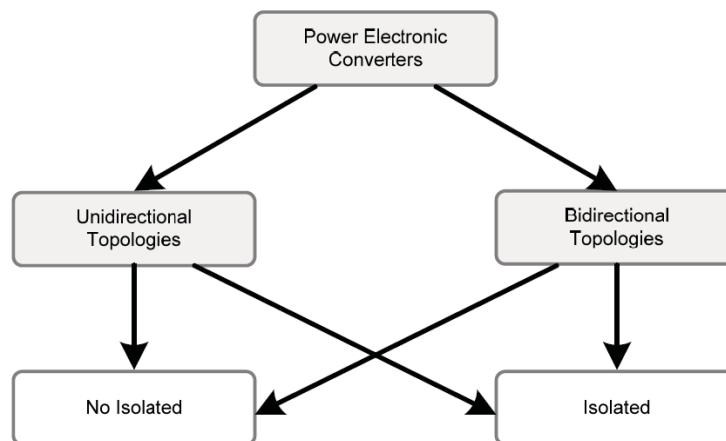 Power Electronic
Converters
Unidirectional
Topologies
Bidirectional
Topologies
No Isolated
Isolated